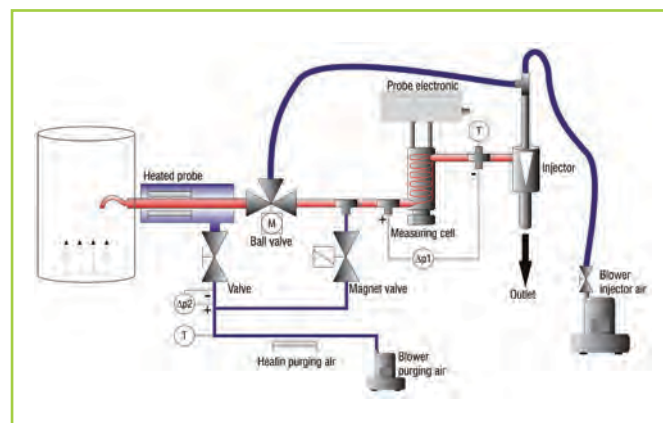 Probe electronic
T
Heated probe
Injector
M
Ball valve
Measuring cell
+
-
Δp1
Valve
Magnet valve
Outlet
Blower
injector air
Δp2
-
+
T
Heatin purging air
Blower
purging air